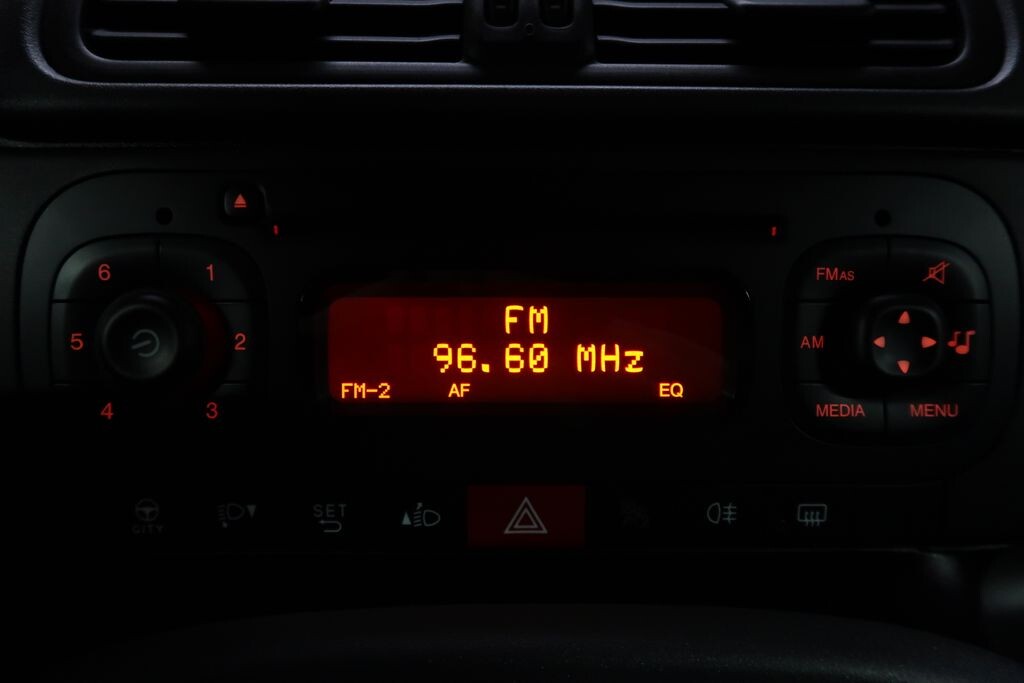 6 1
5 2
4 3
FM
96.60 MHz
FM-2 AF EQ
FMAS
AM
MEDIA MENU
CITY
SET